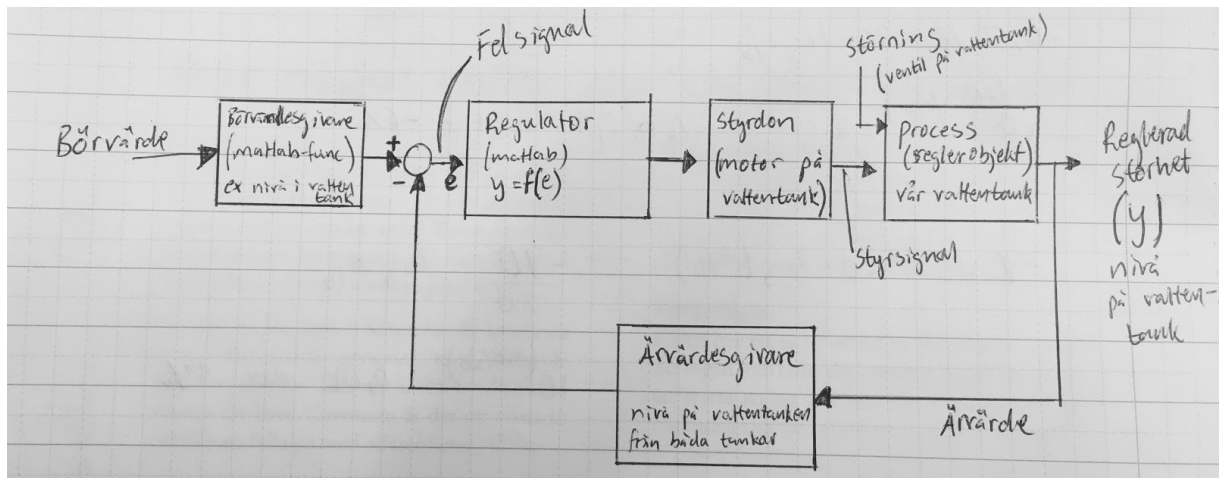 Felsignal
störning
(ventil på vattentank)
Börvärde
Börvärdesgivare
(matlab-func)
ex nivå i vatten
tank
+
-
e
Regulator
(matlab)
y = f(e)
Styrdon
(motor på
vattentank)
styrsignal
process
(reglerobjekt)
vår vattentank
Reglerad
storhet
(y)
nivå
på vatten-
tank
Ärvärdesgivare
nivå på vattentanken
från båda tankar
Ärvärde